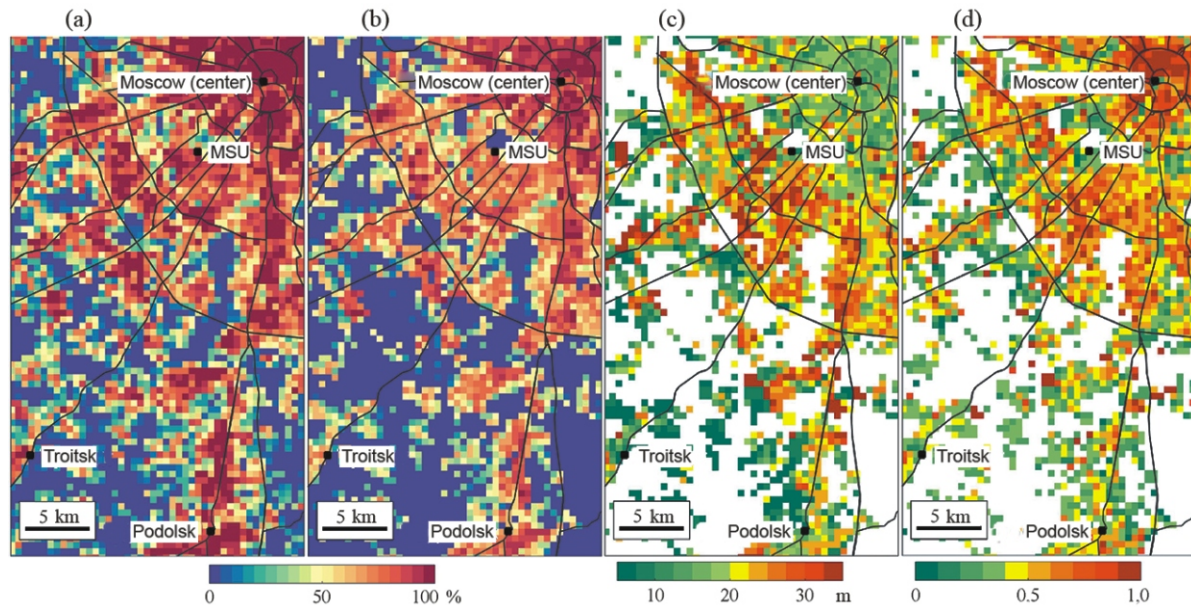 (a) (b) (c) (d)
Moscow (center) Moscow (center) Moscow (center) Moscow (center)
MSU MSU MSU MSU
Troitsk Troitsk Troitsk Troitsk
5 km 5 km 5 km 5 km
Podolsk Podolsk Podolsk Podolsk
0 50 100 % 10 20 30 m 0 0.5 1,0